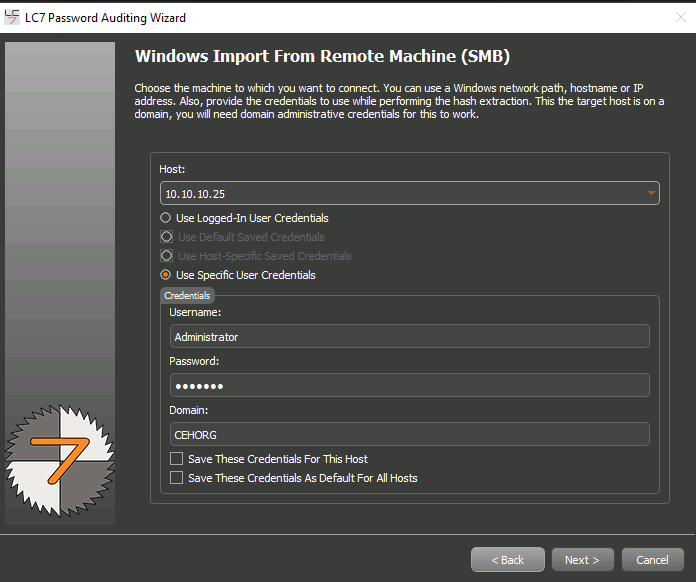 LC7 Password Auditing Wizard
Windows Import From Remote Machine (SMB)
Choose the machine to which you want to connect. You can use a Windows network path, hostname or IP
address. Also, provide the credentials to use while performing the hash extraction. This the target host is on a
domain, you will need domain administrative credentials for this to work.
Host:
10.10.10.25
Use Logged-In User Credentials
Use Default Saved Credentials
Use Host-Specific Saved Credentials
Use Specific User Credentials
Credentials
Username:
Administrator
Password:
•••••••
Domain:
CEHORG
Save These Credentials For This Host
Save These Credentials As Default For All Hosts
7
< Back
Next >
Cancel